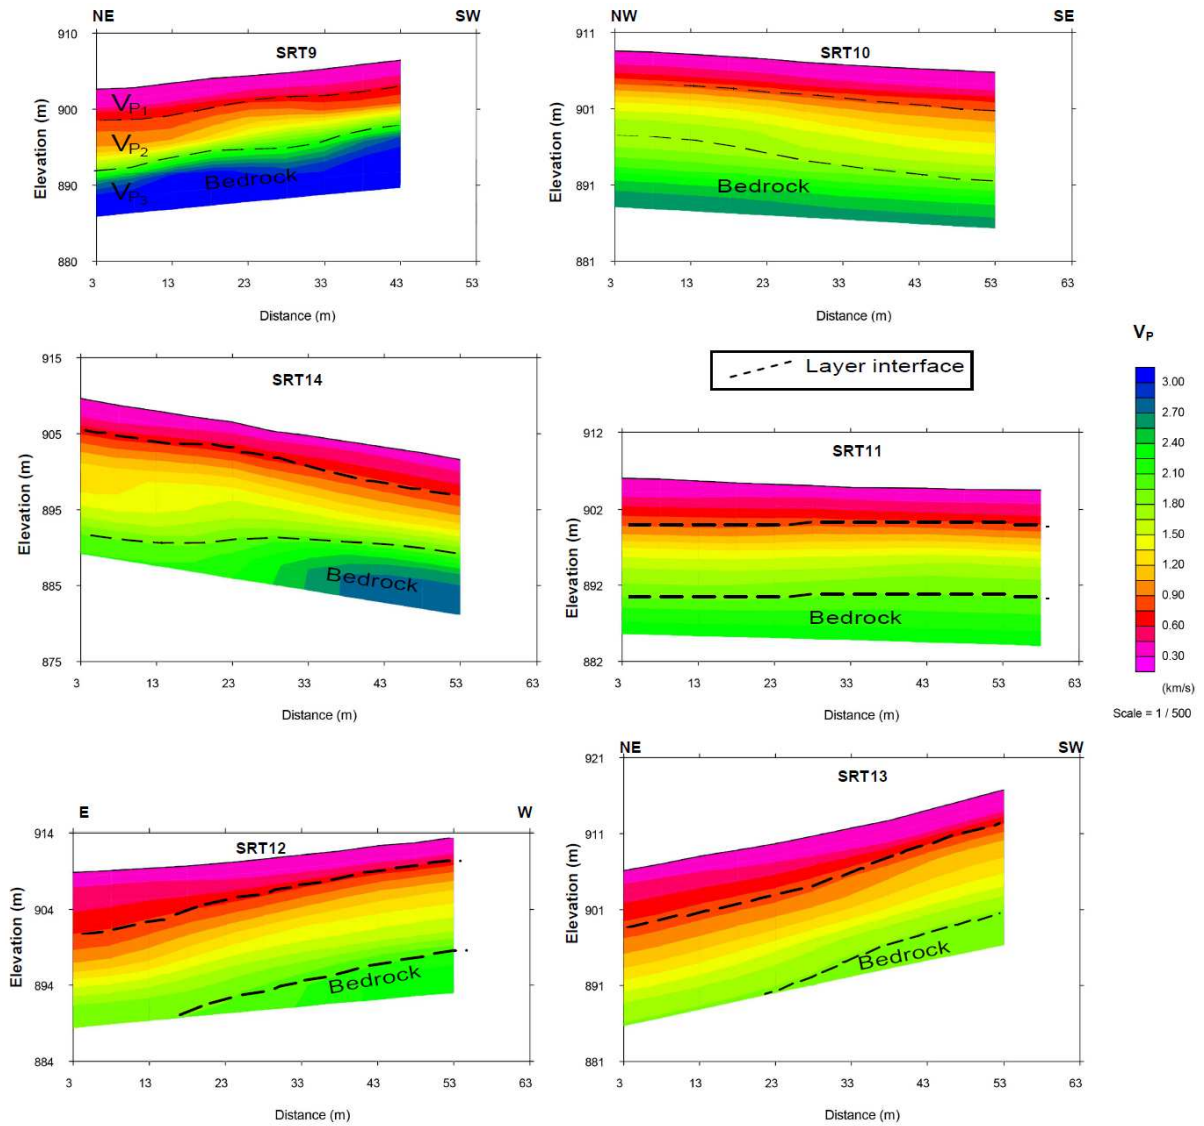 NE SW
SRT9
Elevation (m)
910
900
890
880
VP1
VP2
VP3
Bedrock
3 13 23 33 43 53
Distance (m)
NW SE
SRT10
Elevation (m)
911
901
891
881
Bedrock
3 13 23 33 43 53 63
Distance (m)
SRT14
Elevation (m)
915
905
895
885
875
Bedrock
3 13 23 33 43 53 63
Distance (m)
Layer interface
SRT11
Elevation (m)
912
902
892
882
Bedrock
3 13 23 33 43 53 63
Distance (m)
VP
3.00
2.70
2.40
2.10
1.80
1.50
1.20
0.90
0.60
0.30
(km/s)
Scale = 1 / 500
E W
SRT12
Elevation (m)
914
904
894
884
Bedrock
3 13 23 33 43 53 63
Distance (m)
NE SW
SRT13
Elevation (m)
921
911
901
891
881
Bedrock
3 13 23 33 43 53 63
Distance (m)